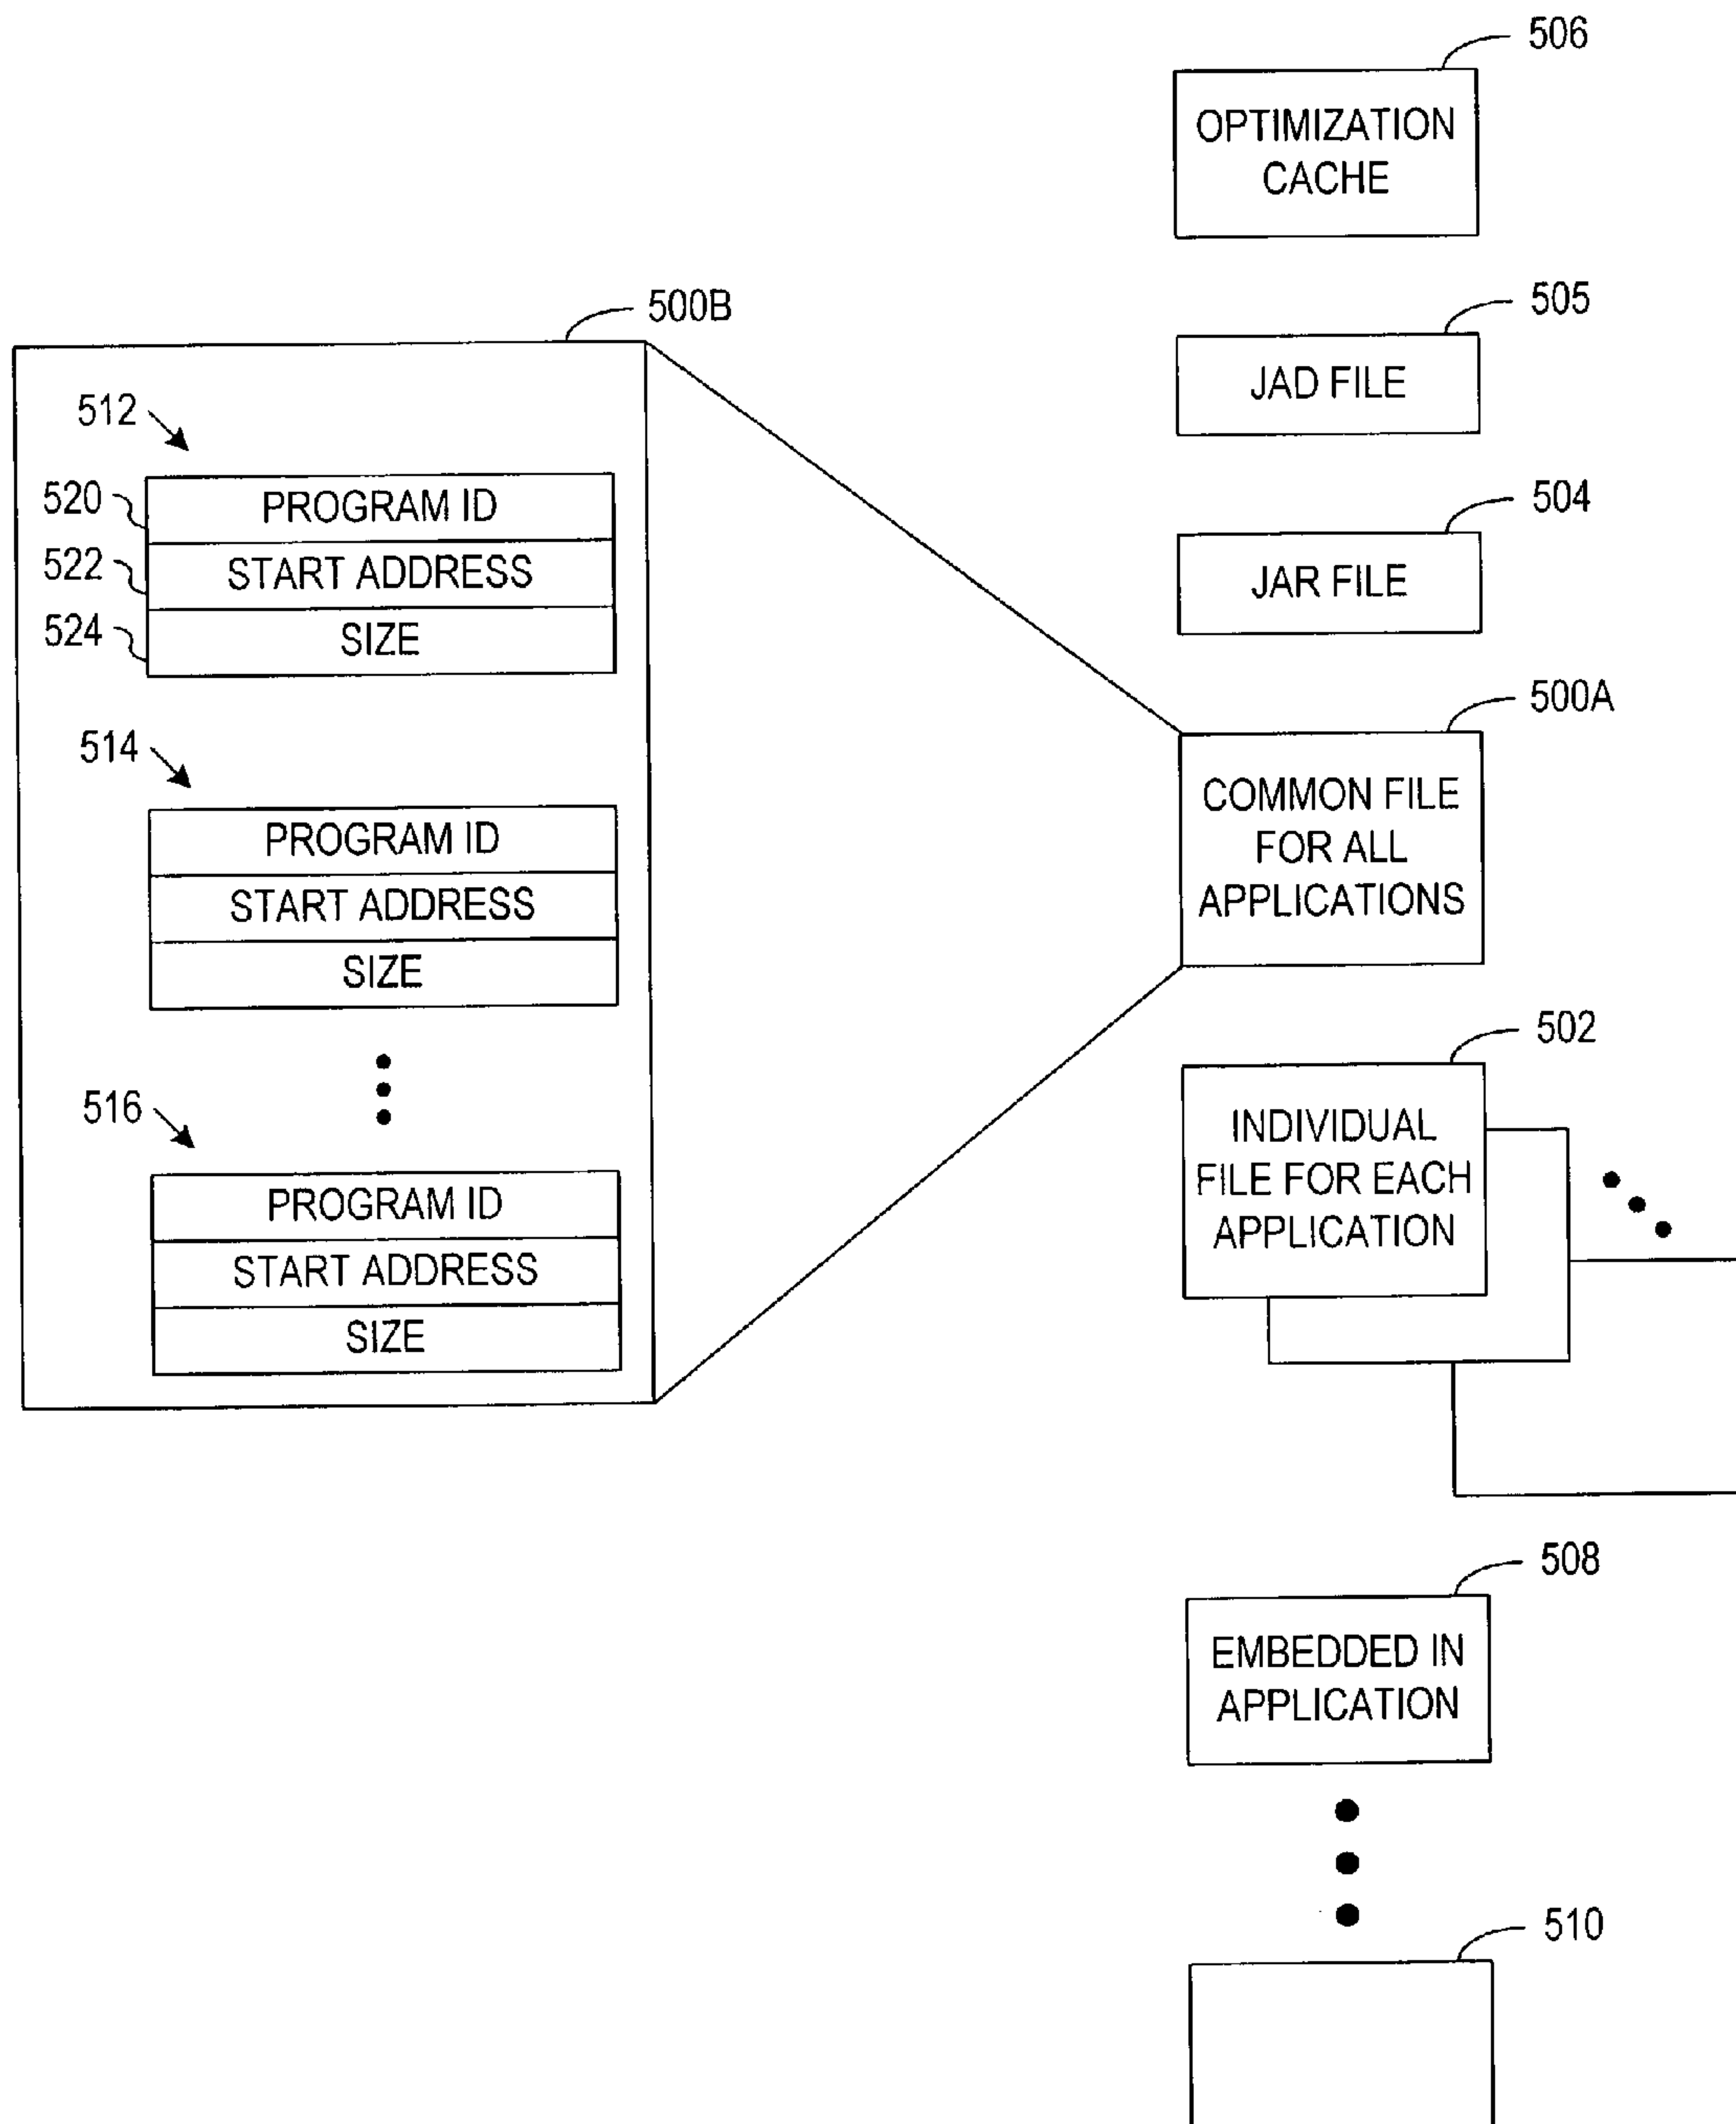 506
OPTIMIZATION
CACHE
505
JAD FILE
504
JAR FILE
500B
512
520
PROGRAM ID
522
START ADDRESS
524
SIZE
514
PROGRAM ID
START ADDRESS
SIZE
516
PROGRAM ID
START ADDRESS
SIZE
500A
COMMON FILE
FOR ALL
APPLICATIONS
502
INDIVIDUAL
FILE FOR EACH
APPLICATION
508
EMBEDDED IN
APPLICATION
510